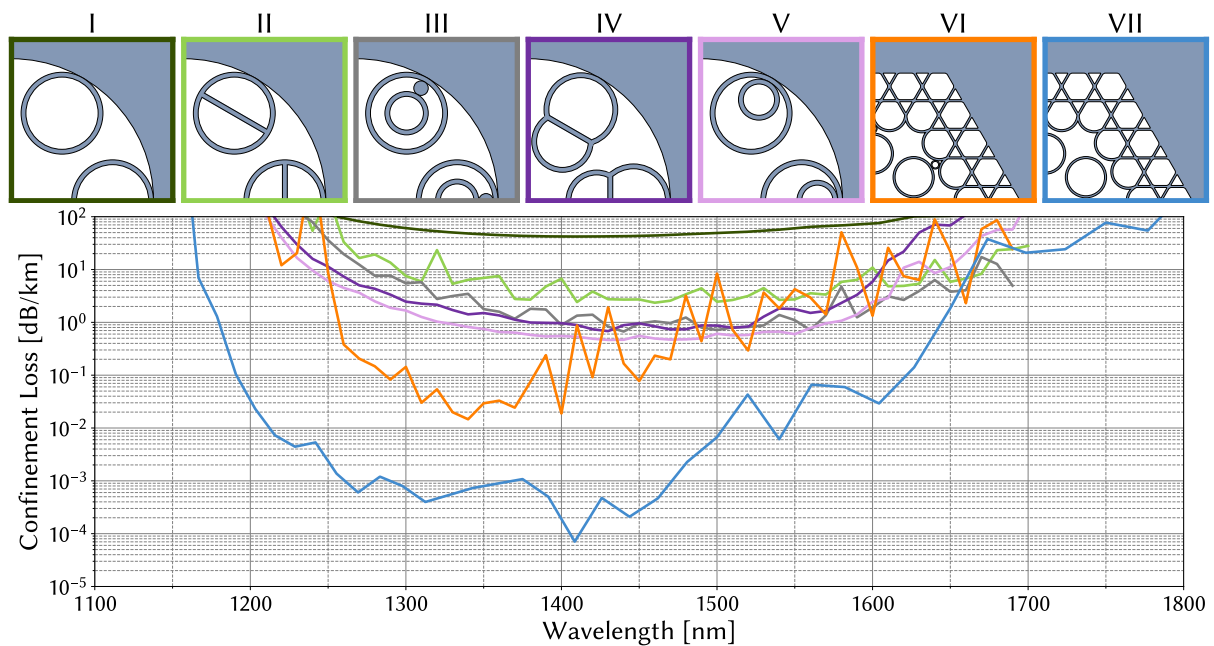 I II III IV V VI VII
10²
10¹
10⁰
10⁻¹
10⁻²
10⁻³
10⁻⁴
10⁻⁵
Confinement Loss [dB/km]
1100 1200 1300 1400 1500 1600 1700 1800
Wavelength [nm]